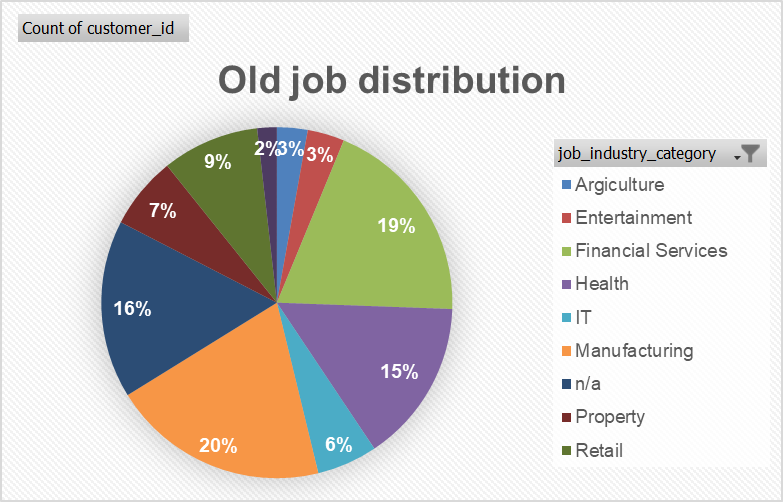 Count of customer_id
Old job distribution
2%
3%
3%
9%
19%
7%
16%
15%
20%
6%
job_industry_category
Argiculture
Entertainment
Financial Services
Health
IT
Manufacturing
n/a
Property
Retail